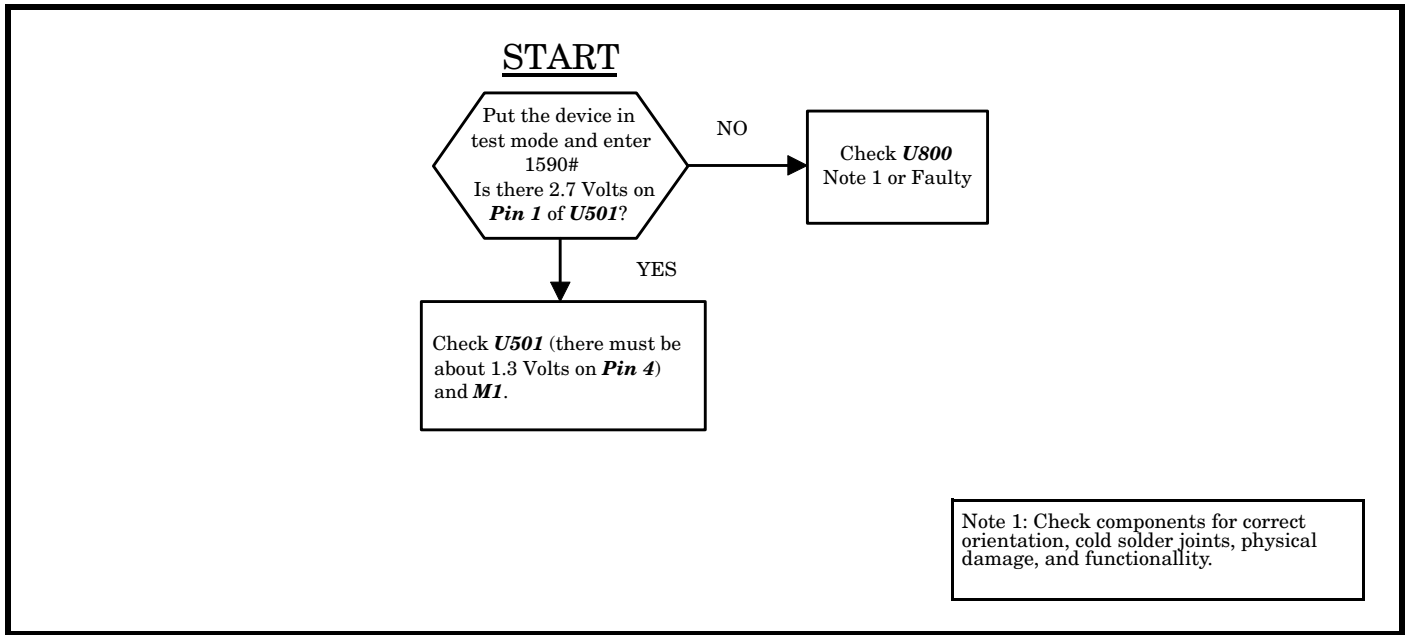 START
Put the device in
test mode and enter
1590#
Is there 2.7 Volts on
Pin 1 of U501?
NO
Check U800
Note 1 or Faulty
YES
Check U501 (there must be
about 1.3 Volts on Pin 4)
and M1.
Note 1: Check components for correct
orientation, cold solder joints, physical
damage, and functionallity.